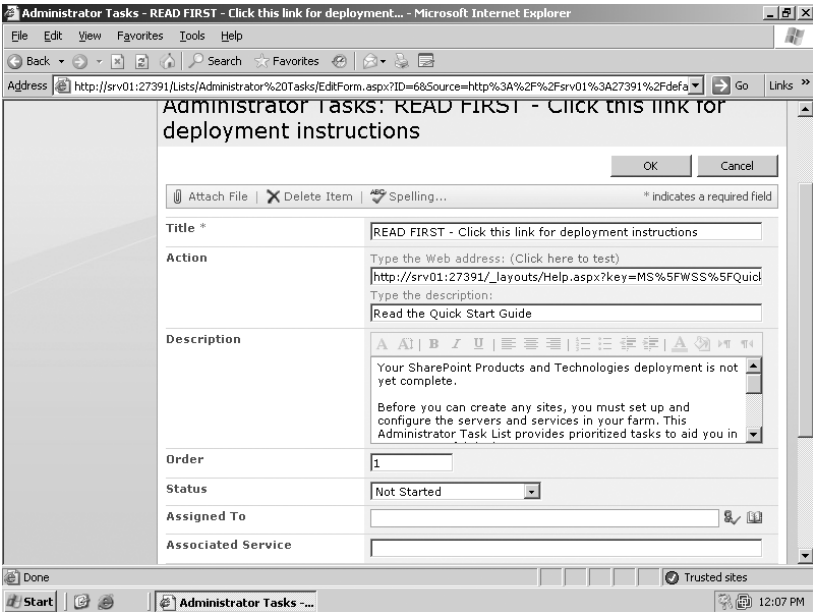 Administrator Tasks - READ FIRST - Click this link for deployment... - Microsoft Internet Explorer
File Edit View Favorites Tools Help
Back Search Favorites
Address http://srv01:27391/Lists/Administrator%20Tasks/EditForm.aspx?ID=6&Source=http%3A%2F%2Fsrv01%3A27391%2Fdefa Go Links »
Administrator Tasks: READ FIRST - Click this link for
deployment instructions
OK Cancel
Attach File | Delete Item | Spelling... * indicates a required field
Title * READ FIRST - Click this link for deployment instructions
Action Type the Web address: (Click here to test)
http://srv01:27391/_layouts/Help.aspx?key=MS%5FWSS%5FQuick
Type the description:
Read the Quick Start Guide
Description A A B I U A
Your SharePoint Products and Technologies deployment is not
yet complete.
Before you can create any sites, you must set up and
configure the servers and services in your farm. This
Administrator Task List provides prioritized tasks to aid you in
Order 1
Status Not Started
Assigned To
Associated Service
Done Trusted sites
Start Administrator Tasks -... 12:07 PM